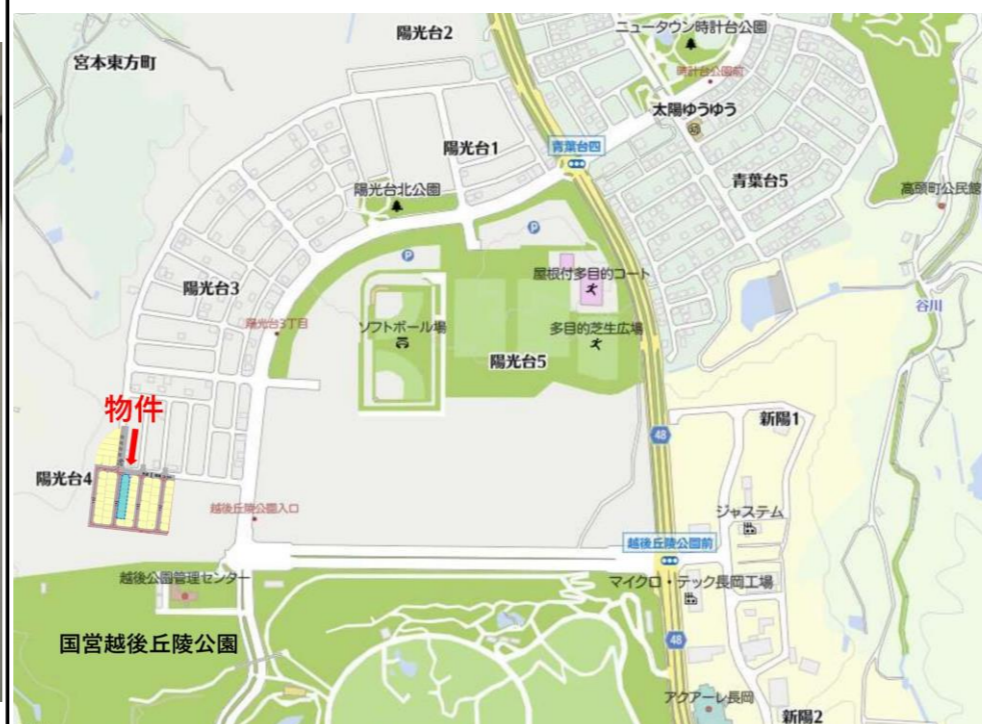 陽光台2
ニュータウン時計台公園
宮本東方町
時計台公園前
太陽ゆうゆう
陽光台1
青葉台四
青葉台5
陽光台北公園
高頭町公民館
P
P
屋根付多目的コート
陽光台3
谷川
陽光台3丁目
ソフトボール場
多目的芝生広場
陽光台5
物件
新陽1
48
陽光台4
越後丘陵公園入口
ジャステム
越後丘陵公園前
越後公園管理センター
マイクロ・テック長岡工場
国営越後丘陵公園
48
アクアーレ長岡
新陽2